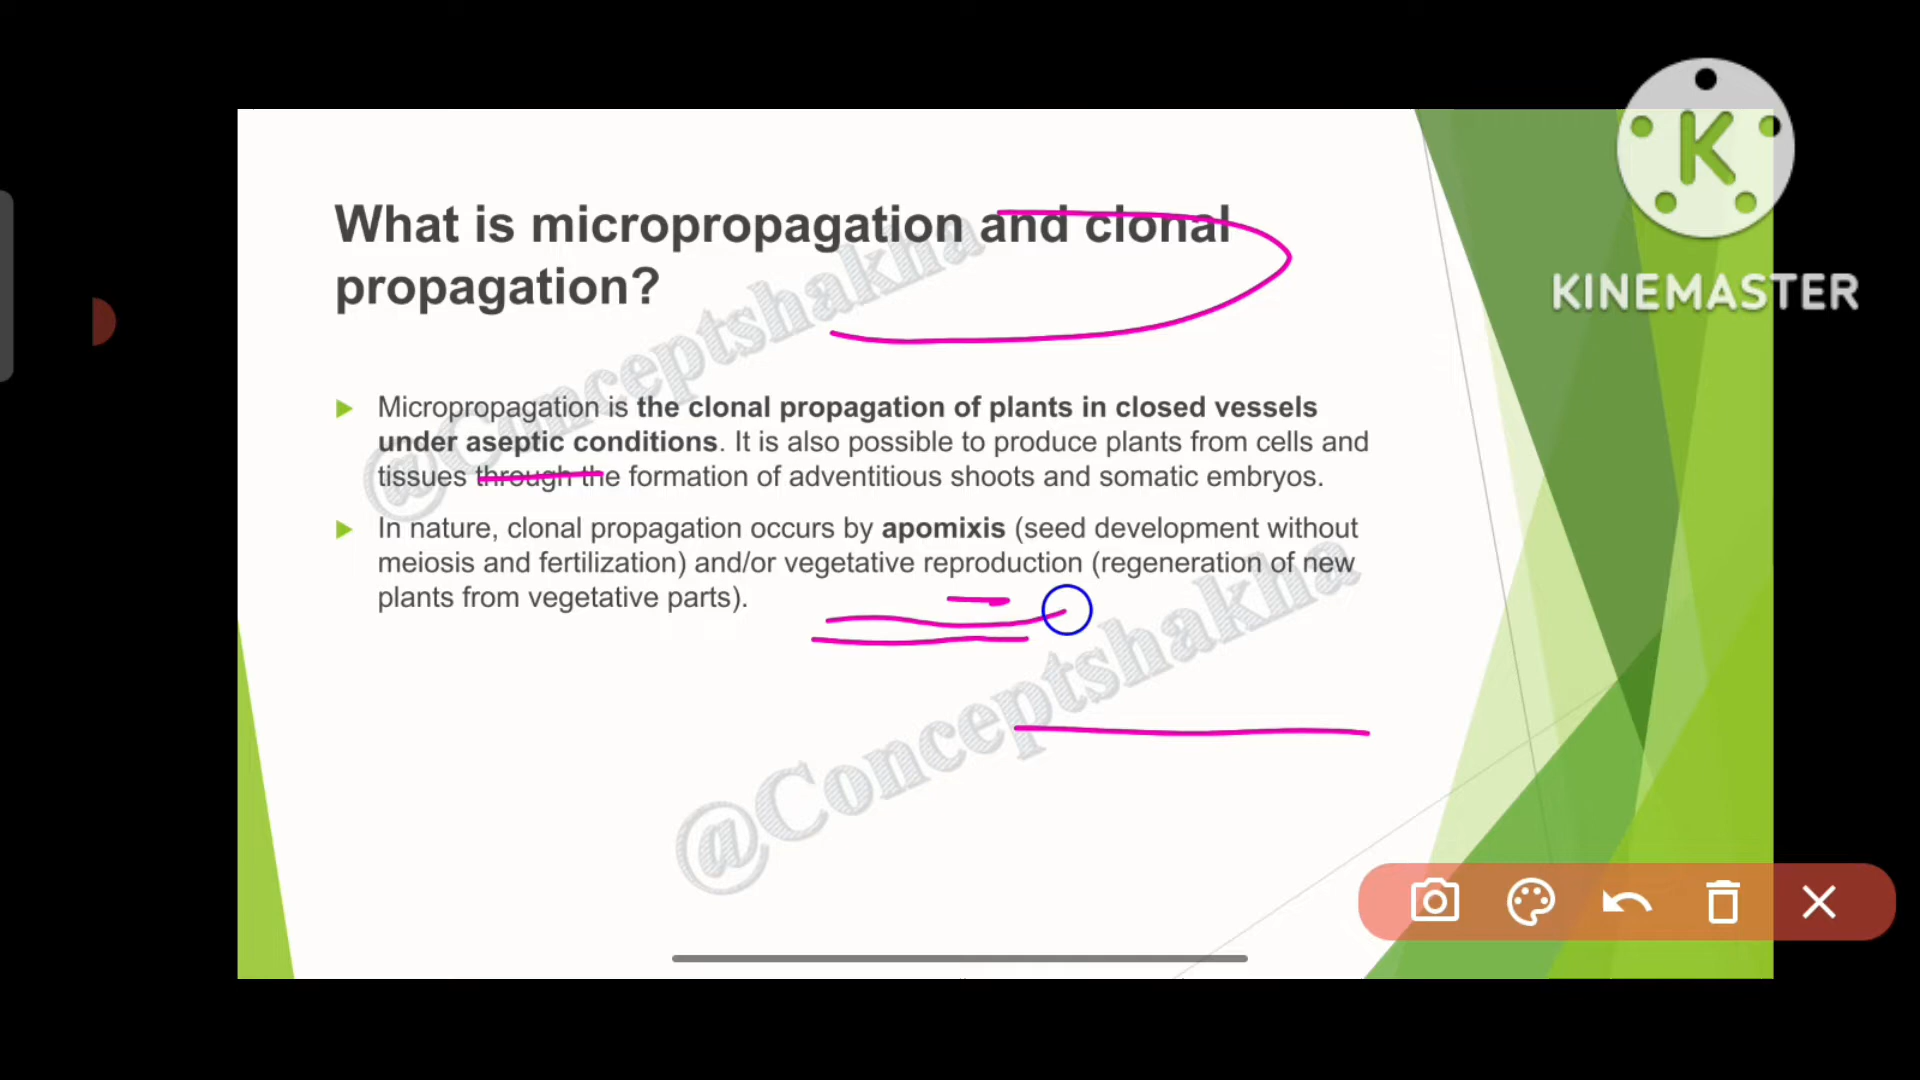 What is micropropagation and clonal
propagation?
Micropropagation is the clonal propagation of plants in closed vessels
under aseptic conditions. It is also possible to produce plants from cells and
tissues through the formation of adventitious shoots and somatic embryos.
In nature, clonal propagation occurs by apomixis (seed development without
meiosis and fertilization) and/or vegetative reproduction (regeneration of new
plants from vegetative parts).
@Conceptshakha
@Conceptshakha
K
KINEMASTER